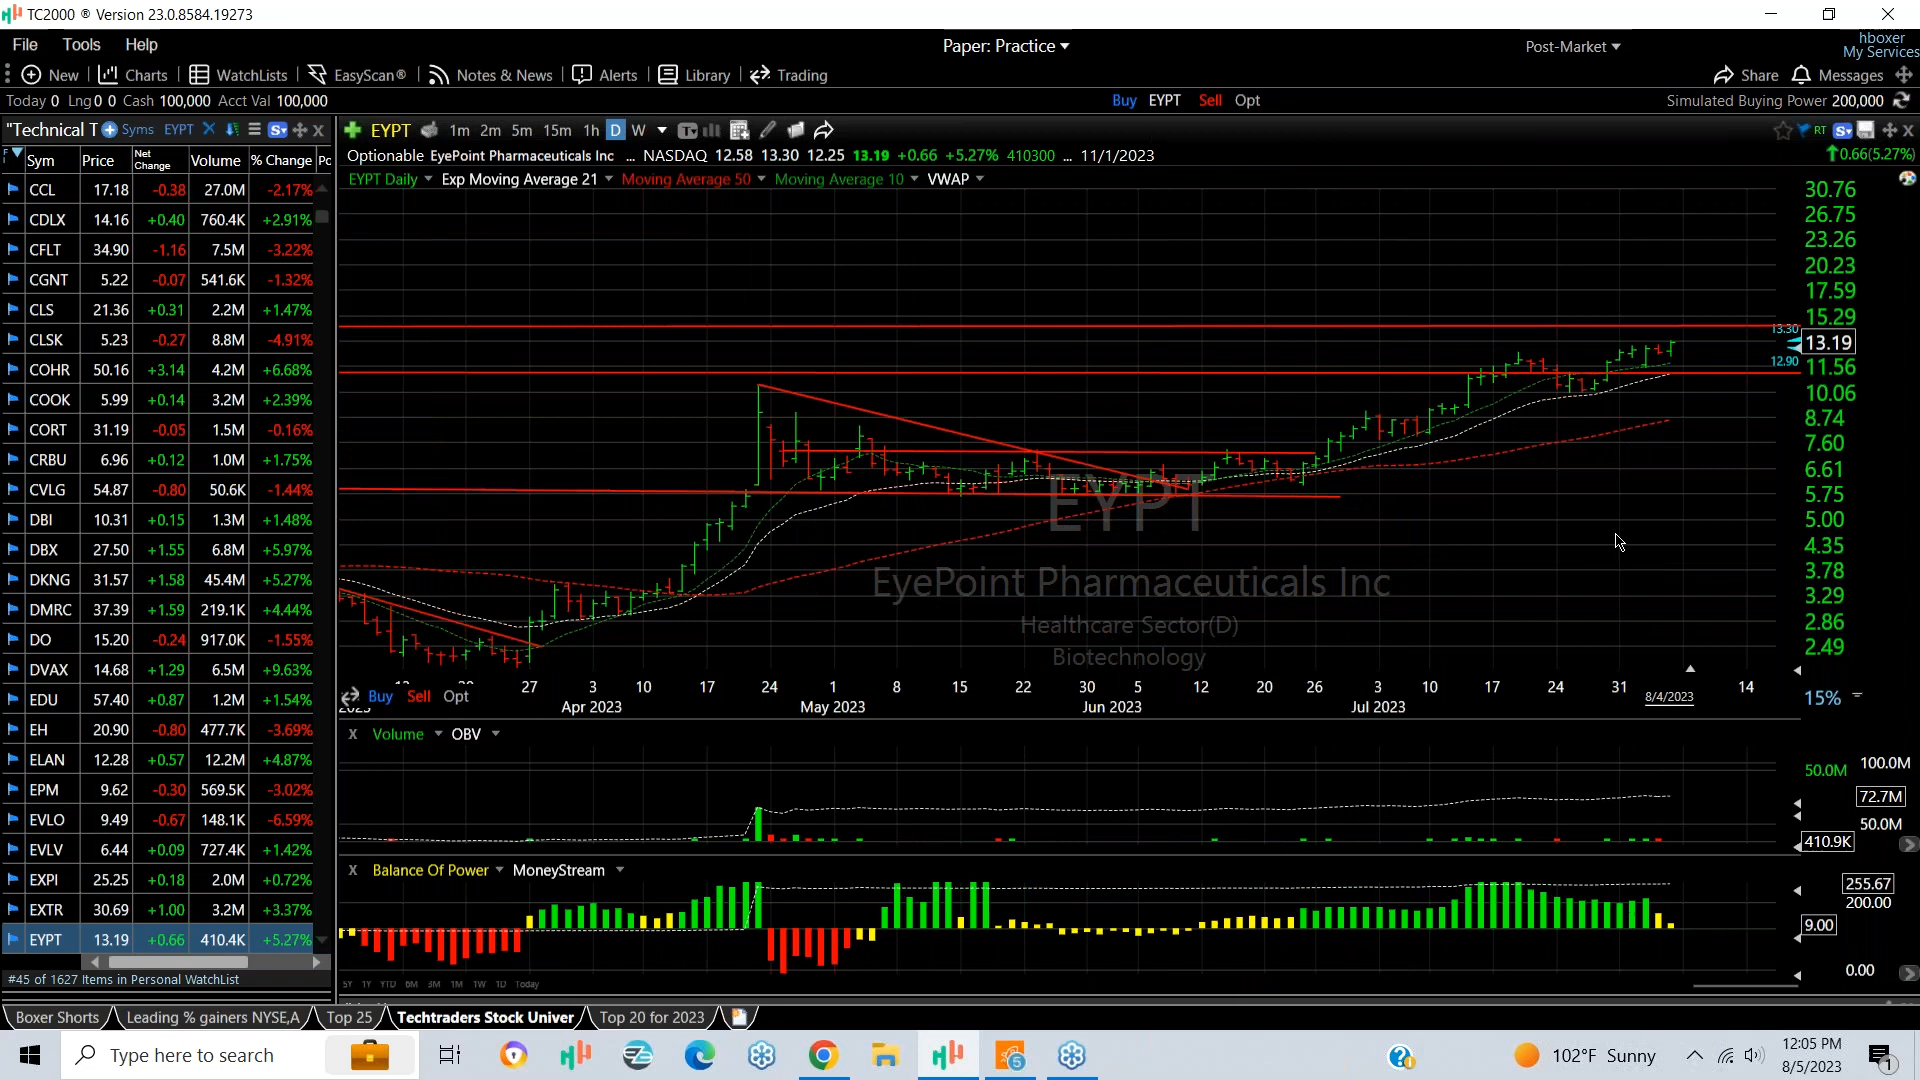 TC2000 ® Version 23.0.8584.19273
File Tools Help
Paper: Practice
Post-Market
hboxer
My Services
New Charts WatchLists EasyScan® Notes & News Alerts Library Trading
Share Messages
Today 0 Lng 0 0 Cash 100,000 Acct Val 100,000
Buy EYPT Sell Opt
Simulated Buying Power 200,000
"Technical T Syms EYPT
EYPT 1m 2m 5m 15m 1h D W
RT
Optionable EyePoint Pharmaceuticals Inc ... NASDAQ 12.58 13.30 12.25 13.19 +0.66 +5.27% 410300 ... 11/1/2023
0.66(5.27%)
EYPT Daily Exp Moving Average 21 Moving Average 50 Moving Average 10 VWAP
Sym Price Net Change Volume % Change Pc
CCL 17.18 -0.38 27.0M -2.17%
CDLX 14.16 +0.40 760.4K +2.91%
CFLT 34.90 -1.16 7.5M -3.22%
CGNT 5.22 -0.07 541.6K -1.32%
CLS 21.36 +0.31 2.2M +1.47%
CLSK 5.23 -0.27 8.8M -4.91%
COHR 50.16 +3.14 4.2M +6.68%
COOK 5.99 +0.14 3.2M +2.39%
CORT 31.19 -0.05 1.5M -0.16%
CRBU 6.96 +0.12 1.0M +1.75%
CVLG 54.87 -0.80 50.6K -1.44%
DBI 10.31 +0.15 1.3M +1.48%
DBX 27.50 +1.55 6.8M +5.97%
DKNG 31.57 +1.58 45.4M +5.27%
DMRC 37.39 +1.59 219.1K +4.44%
DO 15.20 -0.24 917.0K -1.55%
DVAX 14.68 +1.29 6.5M +9.63%
EDU 57.40 +0.87 1.2M +1.54%
EH 20.90 -0.80 477.7K -3.69%
ELAN 12.28 +0.57 12.2M +4.87%
EPM 9.62 -0.30 569.5K -3.02%
EVLO 9.49 -0.67 148.1K -6.59%
EVLV 6.44 +0.09 727.4K +1.42%
EXPI 25.25 +0.18 2.0M +0.72%
EXTR 30.69 +1.00 3.2M +3.37%
EYPT 13.19 +0.66 410.4K +5.27%
#45 of 1627 Items in Personal WatchList
30.76
26.75
23.26
20.23
17.59
15.29
13.30
13.19
12.90
11.56
10.06
8.74
7.60
6.61
5.75
5.00
4.35
3.78
3.29
2.86
2.49
15%
EYPT
EyePoint Pharmaceuticals Inc
Healthcare Sector(D)
Biotechnology
27 3 10 17 24 1 8 15 22 30 5 12 20 26 3 10 17 24 31 14
8/4/2023
Buy Sell Opt
Apr 2023 May 2023 Jun 2023 Jul 2023
X Volume OBV
50.0M 100.0M
72.7M
50.0M
410.9K
X Balance Of Power MoneyStream
255.67
200.00
9.00
0.00
5Y 1Y YTD 6M 3M 1M 1W 1D Today
Boxer Shorts Leading % gainers NYSE,A Top 25 Techtraders Stock Univer Top 20 for 2023
Type here to search
5
102°F Sunny
12:05 PM
8/5/2023
1